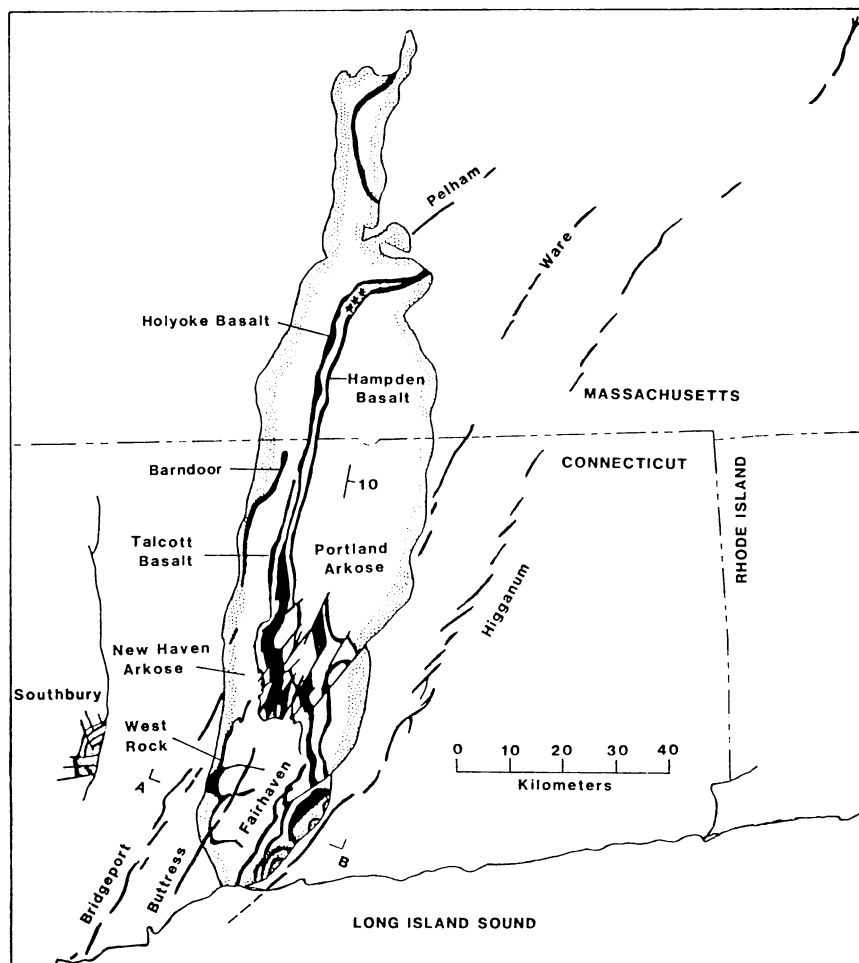 Pelham
Ware
Holyoke Basalt
Hampden
Basalt
MASSACHUSETTS
CONNECTICUT
Barndoor
10
RHODE ISLAND
Talcott
Basalt
Portland
Arkose
Higganum
New Haven
Arkose
Southbury
West
Rock
0 10 20 30 40
Kilometers
A
Fairhaven
Buttress
Bridgeport
B
LONG ISLAND SOUND